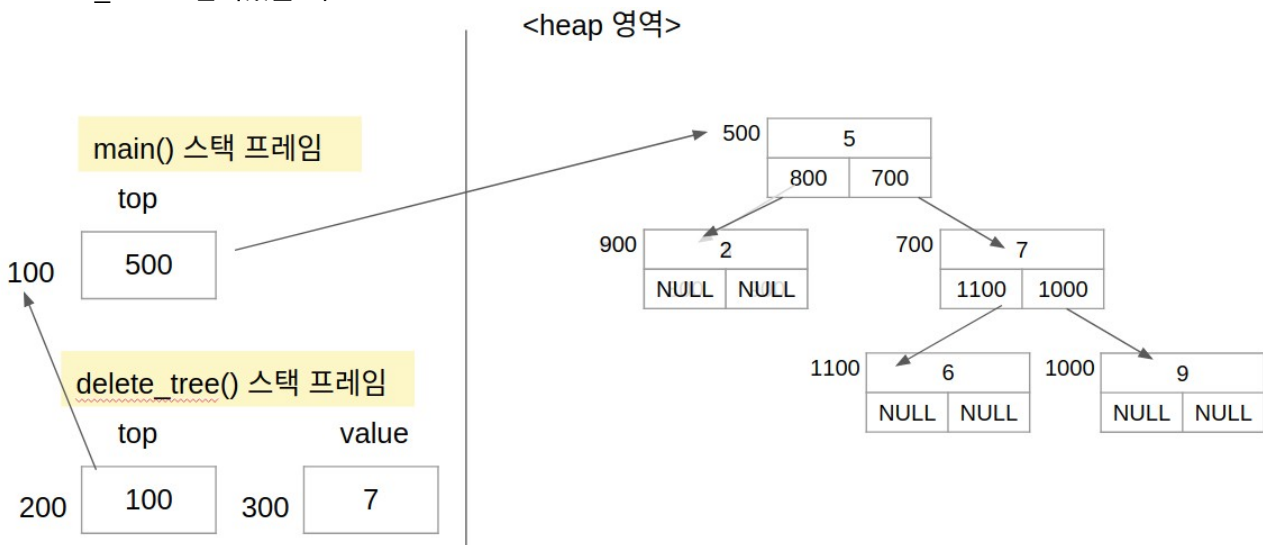 <heap 영역>
main() 스택 프레임
top
100
500
delete_tree() 스택 프레임
top
value
200
100
300
7
500
5
800
700
900
2
NULL
NULL
700
7
1100
1000
1100
6
NULL
NULL
1000
9
NULL
NULL